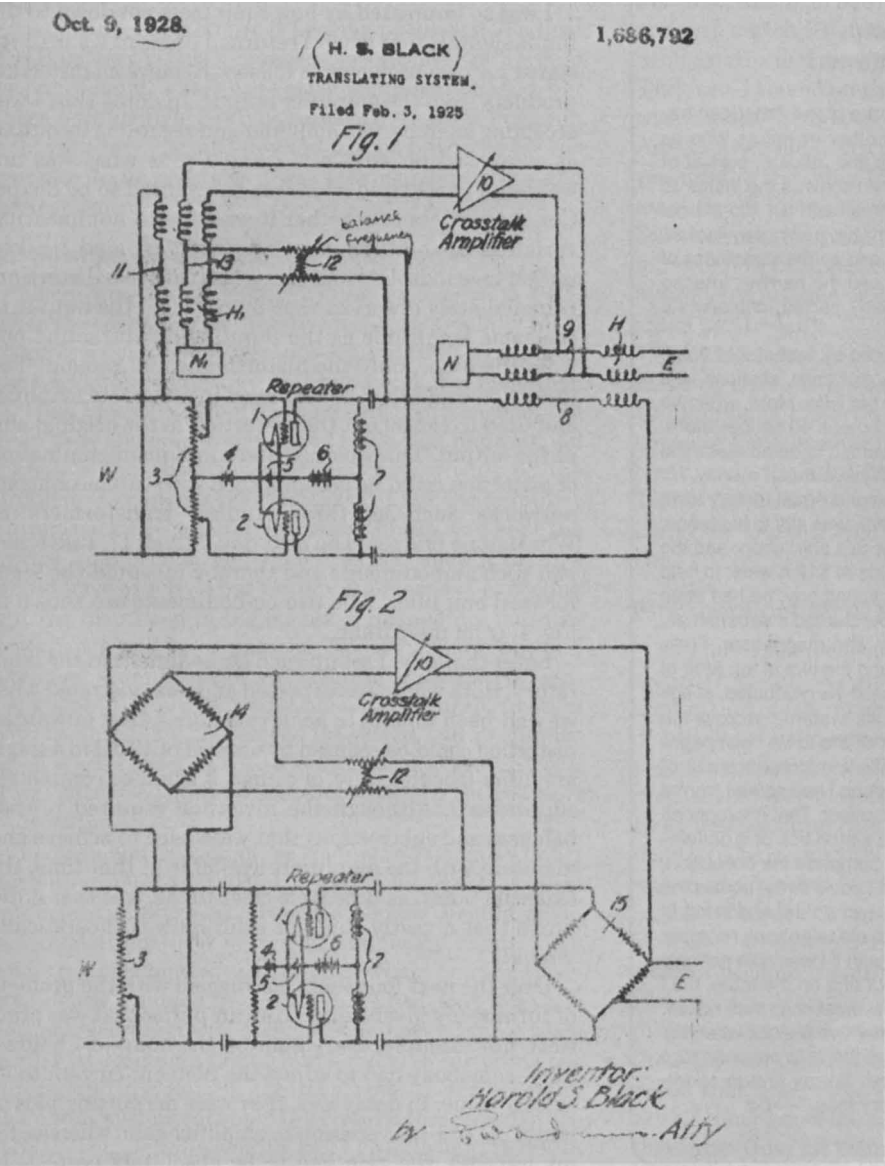 Oct. 9, 1928.
1,686,792
(H. S. BLACK)
TRANSLATING SYSTEM
Filed Feb. 3, 1925
Fig. 1
10
Crosstalk
Amplifier
balance
frequency
11
13
12
H₁
N₁
9
H
N
E
8
Repeater
1
W
3
4
5
6
7
2
Fig. 2
10
Crosstalk
Amplifier
14
12
Repeater
1
15
W
3
4
5
6
7
2
E
Inventor:
Harold S. Black
by Atty